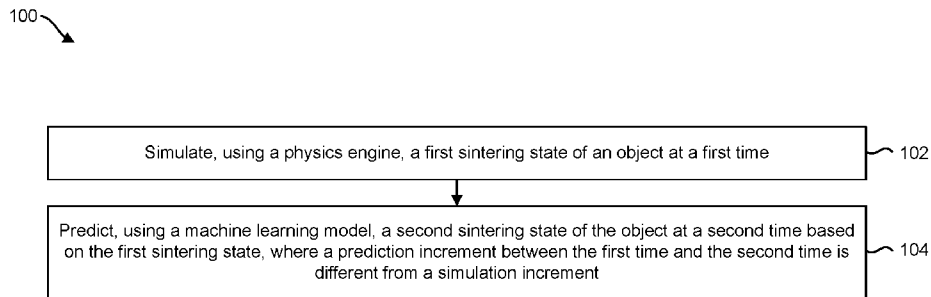 100
Simulate, using a physics engine, a first sintering state of an object at a first time
102
Predict, using a machine learning model, a second sintering state of the object at a second time based
on the first sintering state, where a prediction increment between the first time and the second time is
different from a simulation increment
104